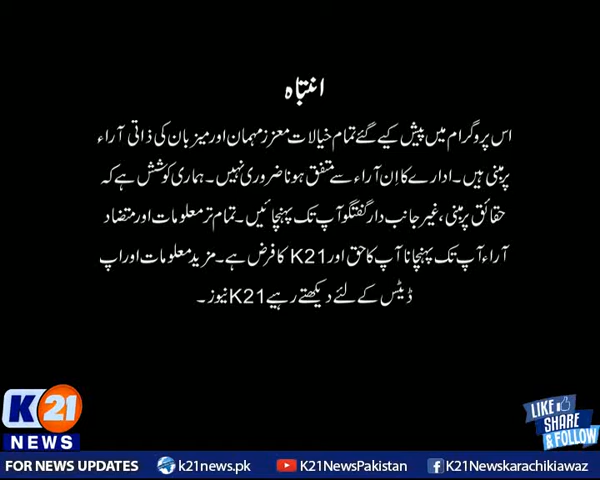 انتباہ
اس پروگرام میں پیش کیے گئے تمام خیالات معزز مہمان اور میزبان کی ذاتی آراء
پر مبنی ہیں۔ ادارے کا اِن آراء سے متفق ہونا ضروری نہیں۔ ہماری کوشش ہے کہ
حقائق پر مبنی، غیر جانب دار گفتگو آپ تک پہنچائیں۔ تمام تر معلومات اور متضاد
آراء آپ تک پہنچانا آپ کا حق اور K21 کا فرض ہے۔ مزید معلومات اور اپ
ڈیٹس کے لئے دیکھتے رہیے K21 نیوز۔
K21
NEWS
LIKE
SHARE
& FOLLOW
FOR NEWS UPDATES k21news.pk K21NewsPakistan K21Newskarachikiawaz